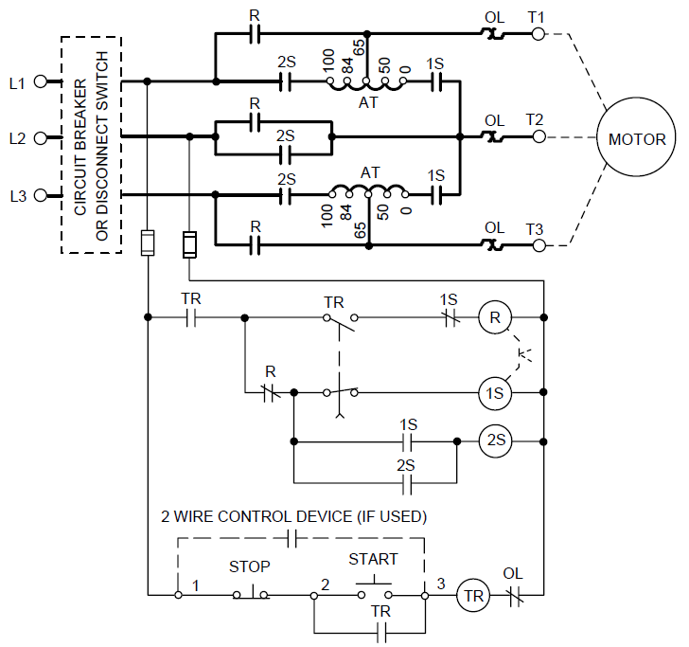 R
OL
T1
2S
100
84
65
50
0
1S
L1
AT
CIRCUIT BREAKER
OR DISCONNECT SWITCH
R
OL
T2
L2
2S
MOTOR
AT
2S
1S
L3
100
84
65
50
0
R
OL
T3
TR
TR
1S
R
R
1S
1S
2S
2S
2 WIRE CONTROL DEVICE (IF USED)
STOP
START
OL
1
2
3
TR
TR